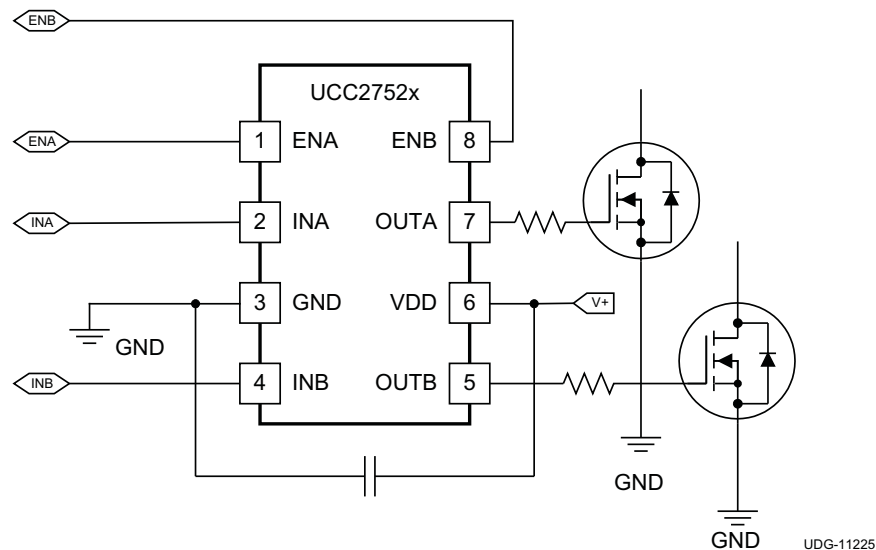 ENB
UCC2752x
ENA
1
ENA
ENB
8
INA
2
INA
OUTA
7
3
GND
VDD
6
V+
GND
INB
4
INB
OUTB
5
GND
GND
UDG-11225